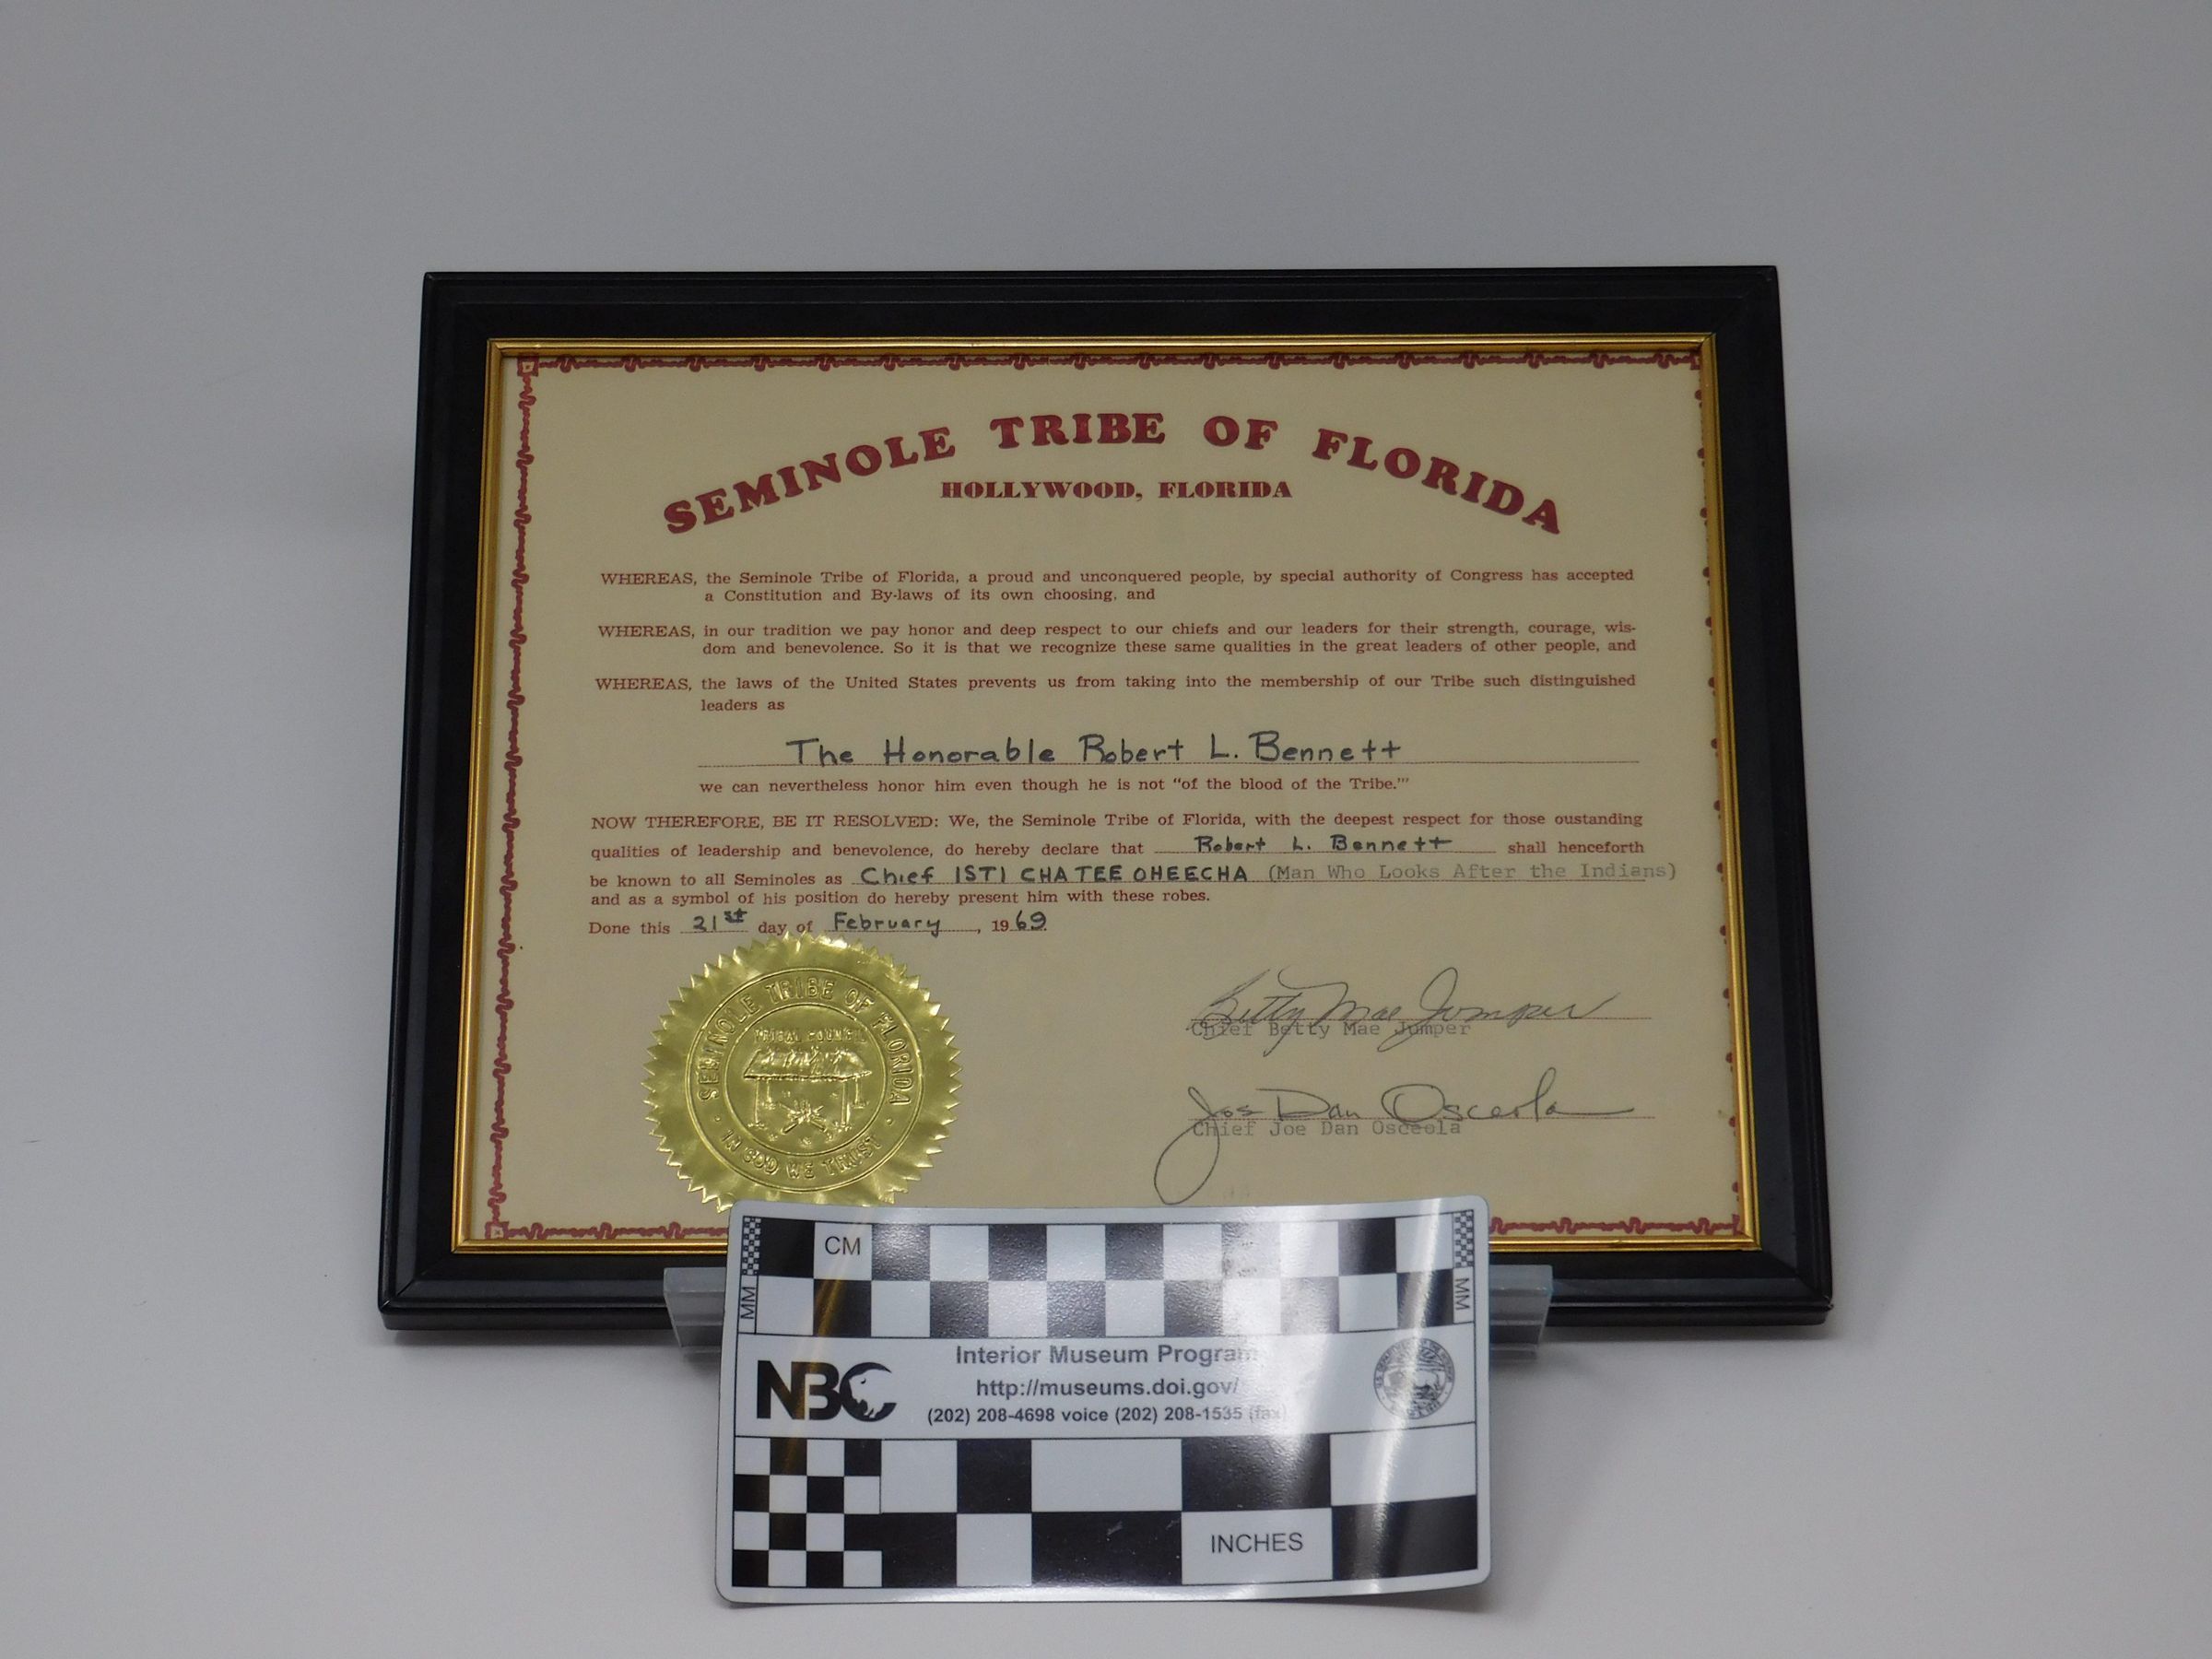 SEMINOLE TRIBE OF FLORIDA
HOLLYWOOD, FLORIDA
WHEREAS, the Seminole Tribe of Florida, a proud and unconquered people, by special authority of Congress has accepted
a Constitution and By-laws of its own choosing, and
WHEREAS, in our tradition we pay honor and deep respect to our chiefs and our leaders for their strength, courage, wis-
dom and benevolence. So it is that we recognize these same qualities in the great leaders of other people, and
WHEREAS, the laws of the United States prevents us from taking into the membership of our Tribe such distinguished
leaders as
The Honorable Robert L. Bennett
we can nevertheless honor him even though he is not "of the blood of the Tribe."'
NOW THEREFORE, BE IT RESOLVED: We, the Seminole Tribe of Florida, with the deepest respect for those oustanding
qualities of leadership and benevolence, do hereby declare that Robert L. Bennett shall henceforth
be known to all Seminoles as Chief ISTI CHATEE OHEECHA (Man Who Looks After the Indians)
and as a symbol of his position do hereby present him with these robes.
Done this 21st day of February, 1969
SEMINOLE TRIBE OF FLORIDA
TRIBAL COUNCIL
IN GOD WE TRUST
Betty Mae Jumper
Chief Betty Mae Jumper
Joe Dan Osceola
Chief Joe Dan Osceola
CM
MM
MM
NBC
Interior Museum Program
http://museums.doi.gov/
(202) 208-4698 voice (202) 208-1535 (fax)
INCHES